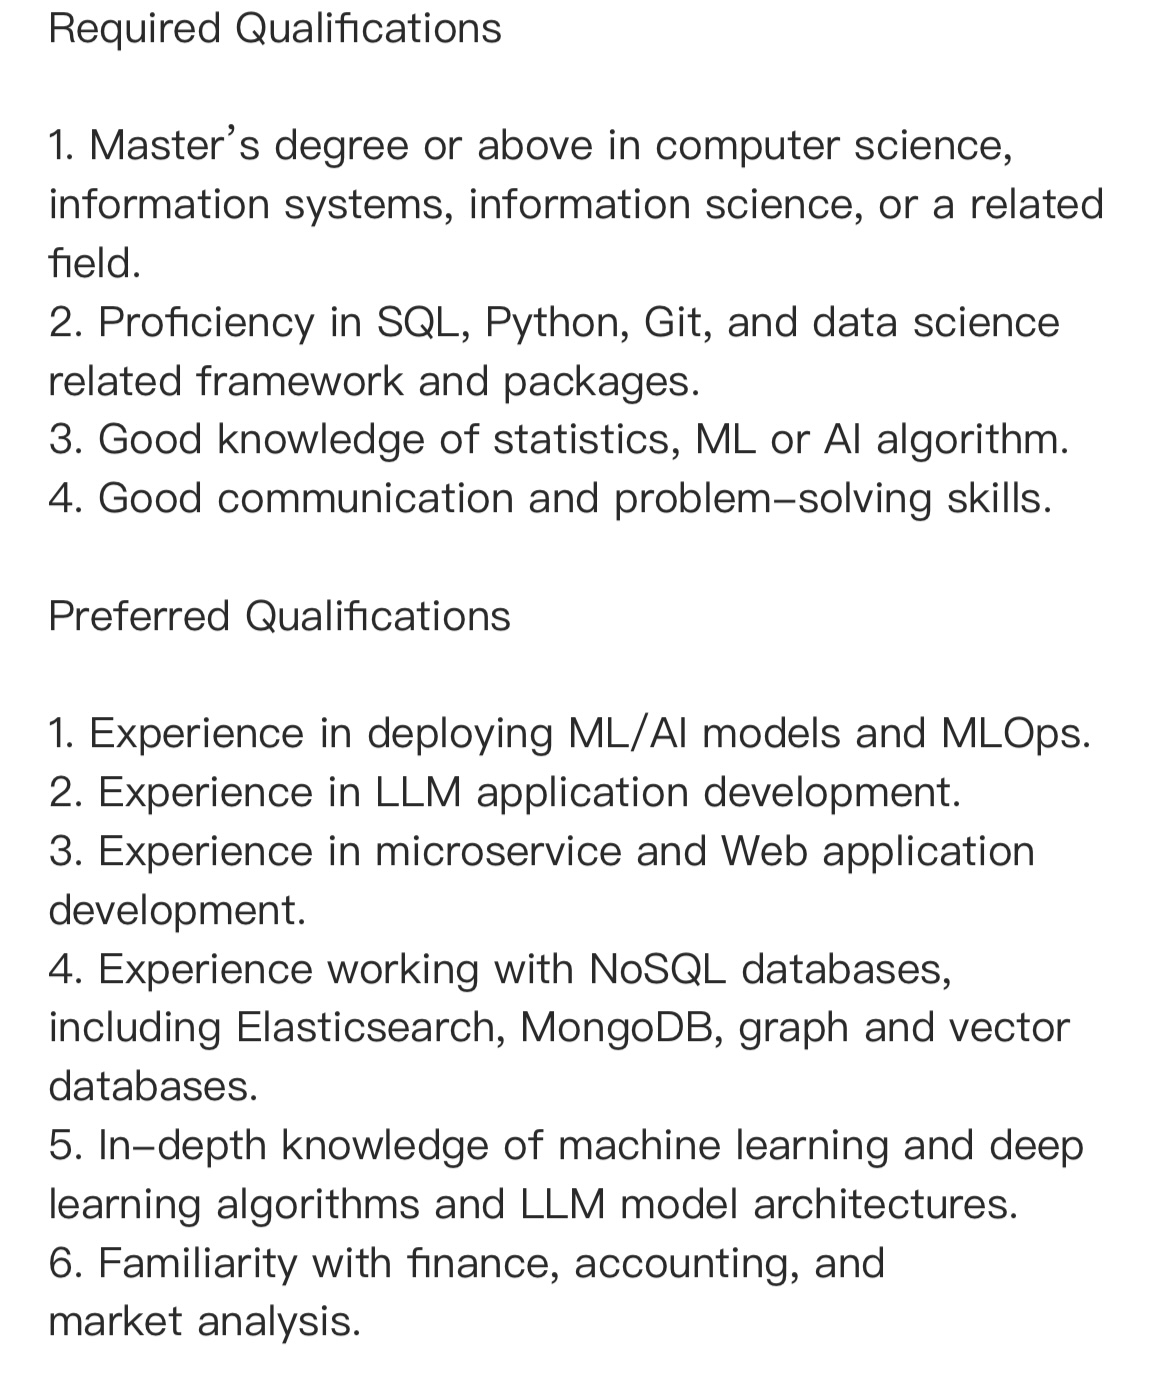 Required Qualifications
1. Master’s degree or above in computer science,
information systems, information science, or a related
field.
2. Proficiency in SQL, Python, Git, and data science
related framework and packages.
3. Good knowledge of statistics, ML or AI algorithm.
4. Good communication and problem–solving skills.
Preferred Qualifications
1. Experience in deploying ML/AI models and MLOps.
2. Experience in LLM application development.
3. Experience in microservice and Web application
development.
4. Experience working with NoSQL databases,
including Elasticsearch, MongoDB, graph and vector
databases.
5. In–depth knowledge of machine learning and deep
learning algorithms and LLM model architectures.
6. Familiarity with finance, accounting, and
market analysis.